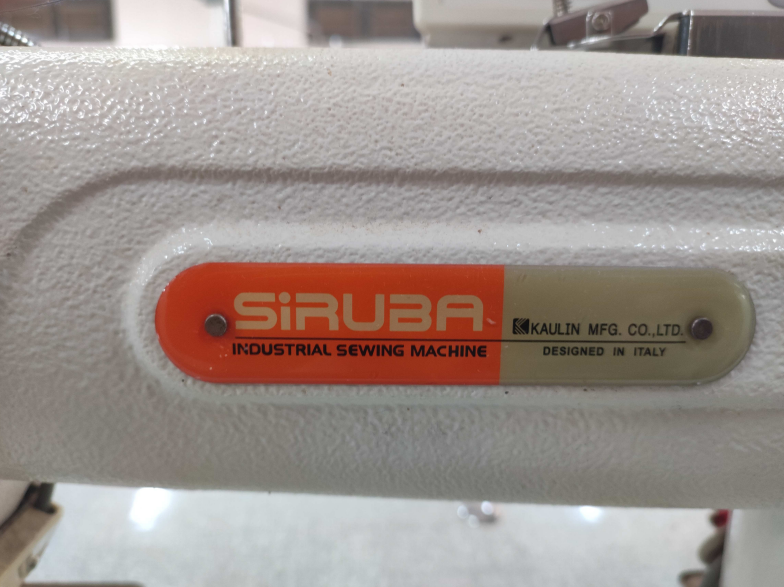 SiRUBA
INDUSTRIAL SEWING MACHINE
KAULIN MFG. CO.,LTD.
DESIGNED IN ITALY